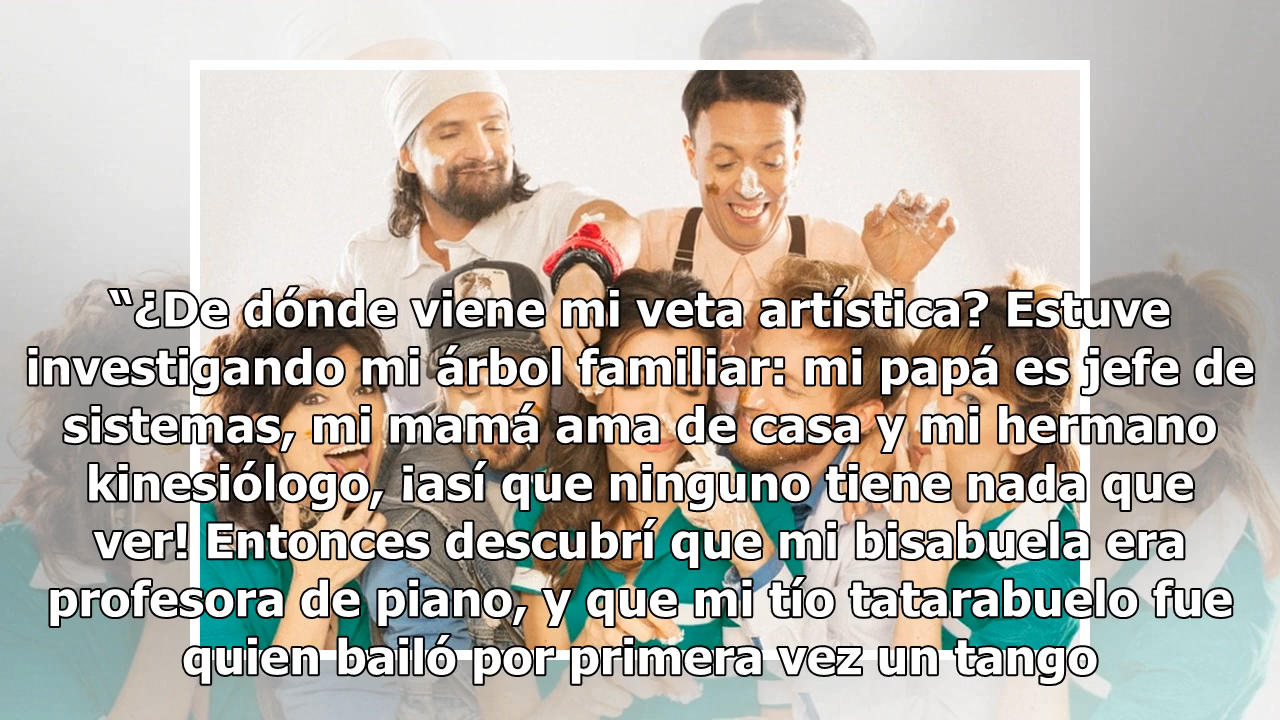 “¿De dónde viene mi veta artística? Estuve
investigando mi árbol familiar: mi papá es jefe de
sistemas, mi mamá ama de casa y mi hermano
kinesiólogo, ¡así que ninguno tiene nada que
ver! Entonces descubrí que mi bisabuela era
profesora de piano, y que mi tío tatarabuelo fue
quien bailó por primera vez un tango